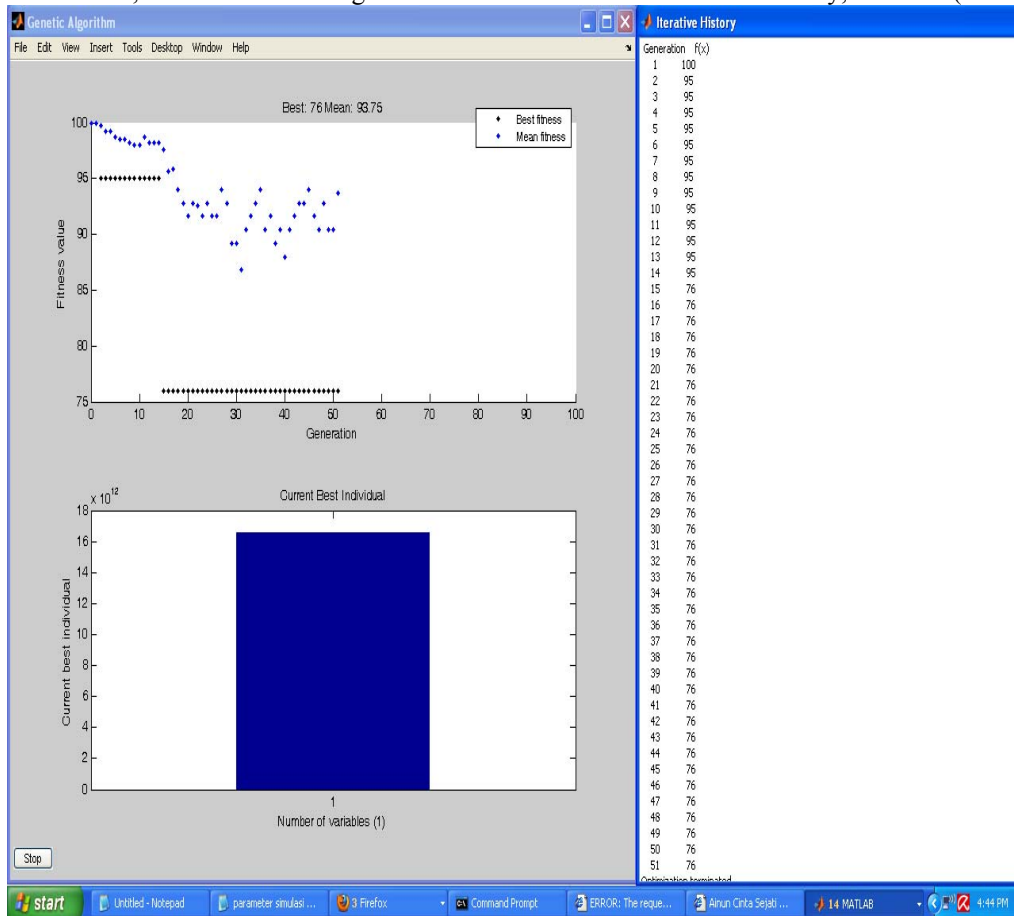 Genetic Algorithm
File Edit View Insert Tools Desktop Window Help
Best: 76 Mean: 93.75
Best fitness
Mean fitness
100
95
90
85
80
75
Fitness value
0 10 20 30 40 50 60 70 80 90 100
Generation
x 10^12
Current Best Individual
18
16
14
12
10
8
6
4
2
0
Current best individual
1
Number of variables (1)
Stop
Iterative History
Generation f(x)
1 100
2 95
3 95
4 95
5 95
6 95
7 95
8 95
9 95
10 95
11 95
12 95
13 95
14 95
15 76
16 76
17 76
18 76
19 76
20 76
21 76
22 76
23 76
24 76
25 76
26 76
27 76
28 76
29 76
30 76
31 76
32 76
33 76
34 76
35 76
36 76
37 76
38 76
39 76
40 76
41 76
42 76
43 76
44 76
45 76
46 76
47 76
48 76
49 76
50 76
51 76
Optimization terminated
start
Untitled - Notepad
parameter simulasi ...
3 Firefox
Command Prompt
ERROR: The reque...
Ainun Cinta Sejati ...
14 MATLAB
4:44 PM